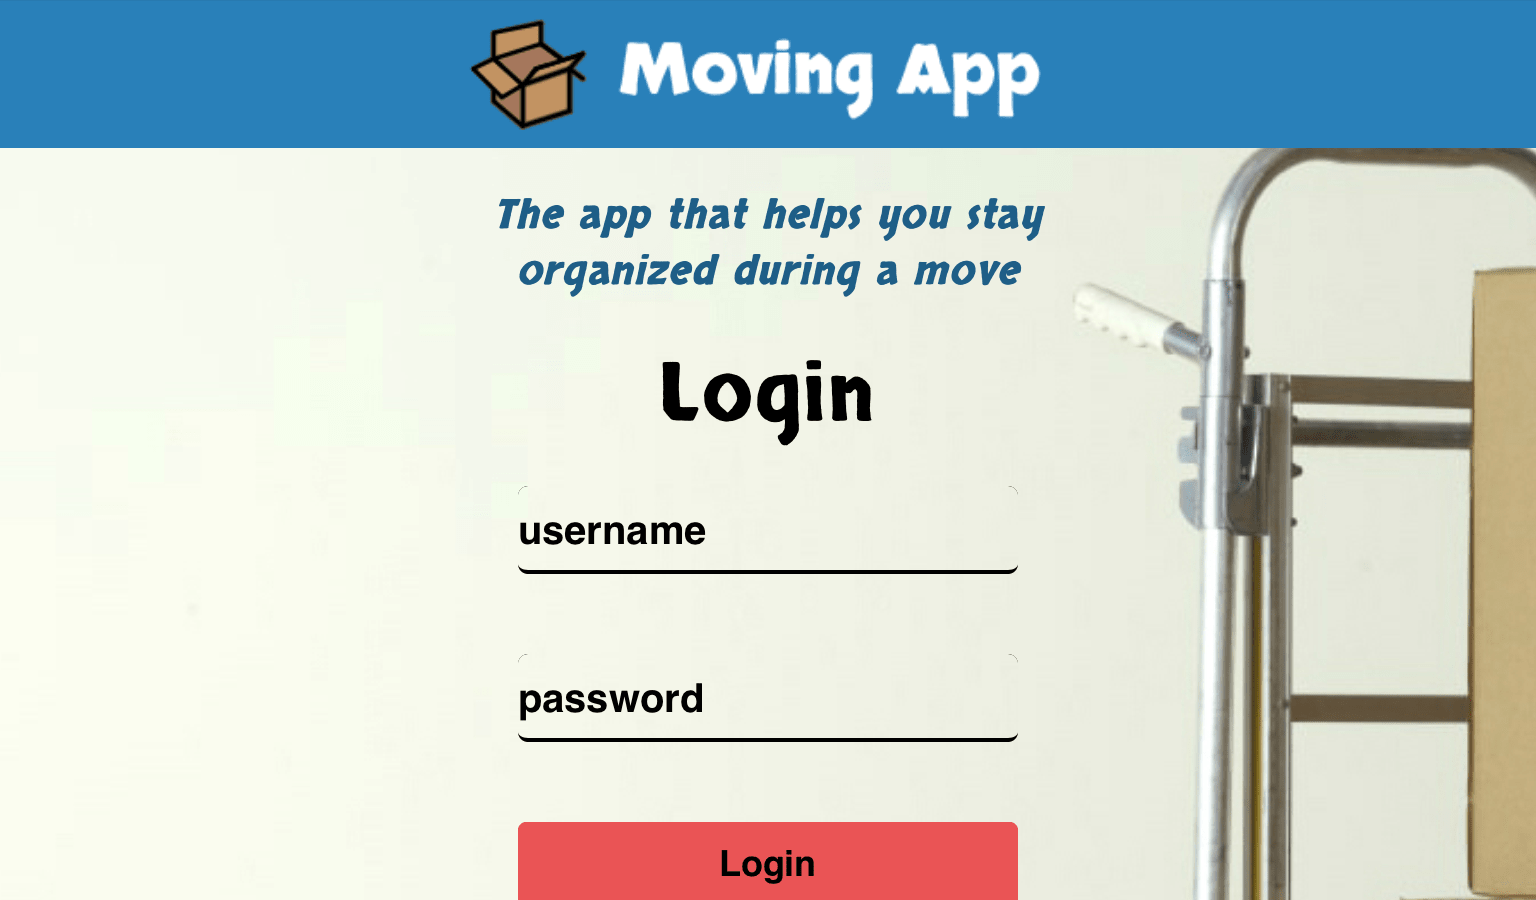 Moving App
The app that helps you stay
organized during a move
Login
username
password
Login